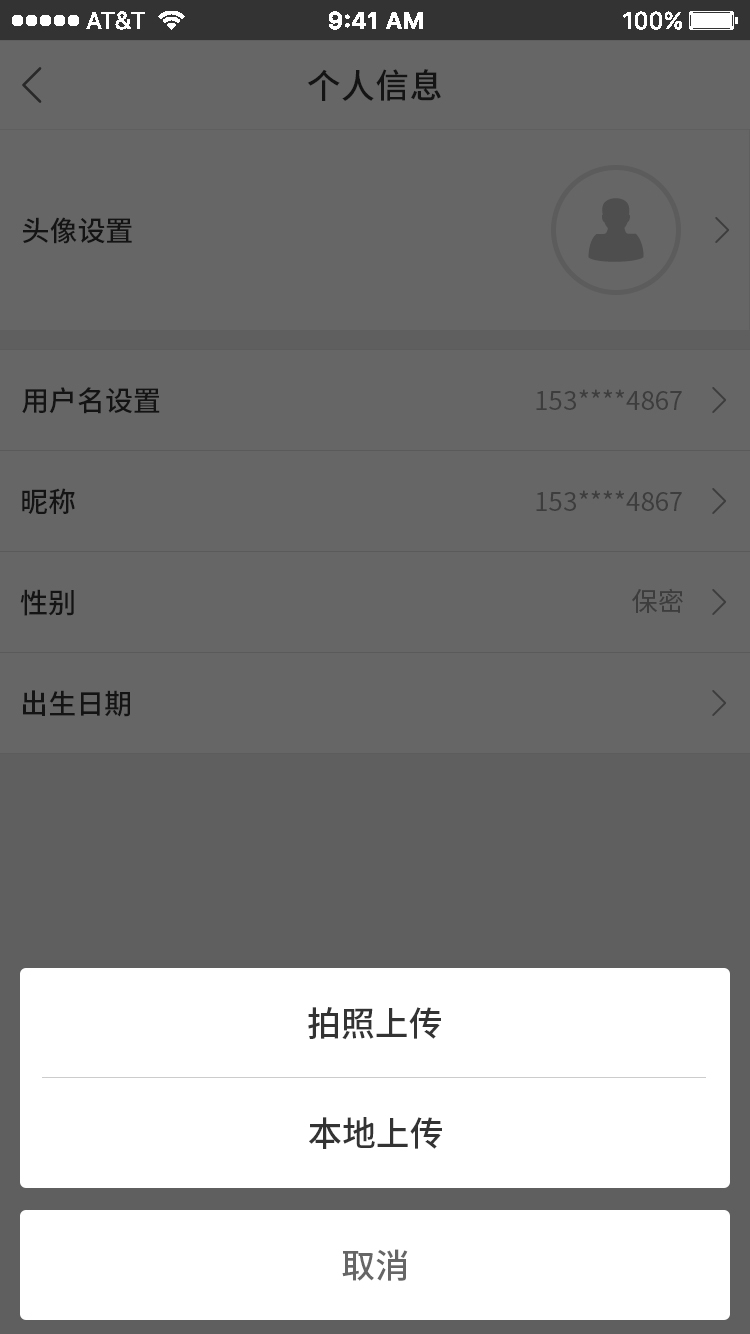 AT&T 9:41 AM 100%
个人信息
头像设置
用户名设置 153****4867
昵称 153****4867
性别 保密
出生日期
拍照上传
本地上传
取消